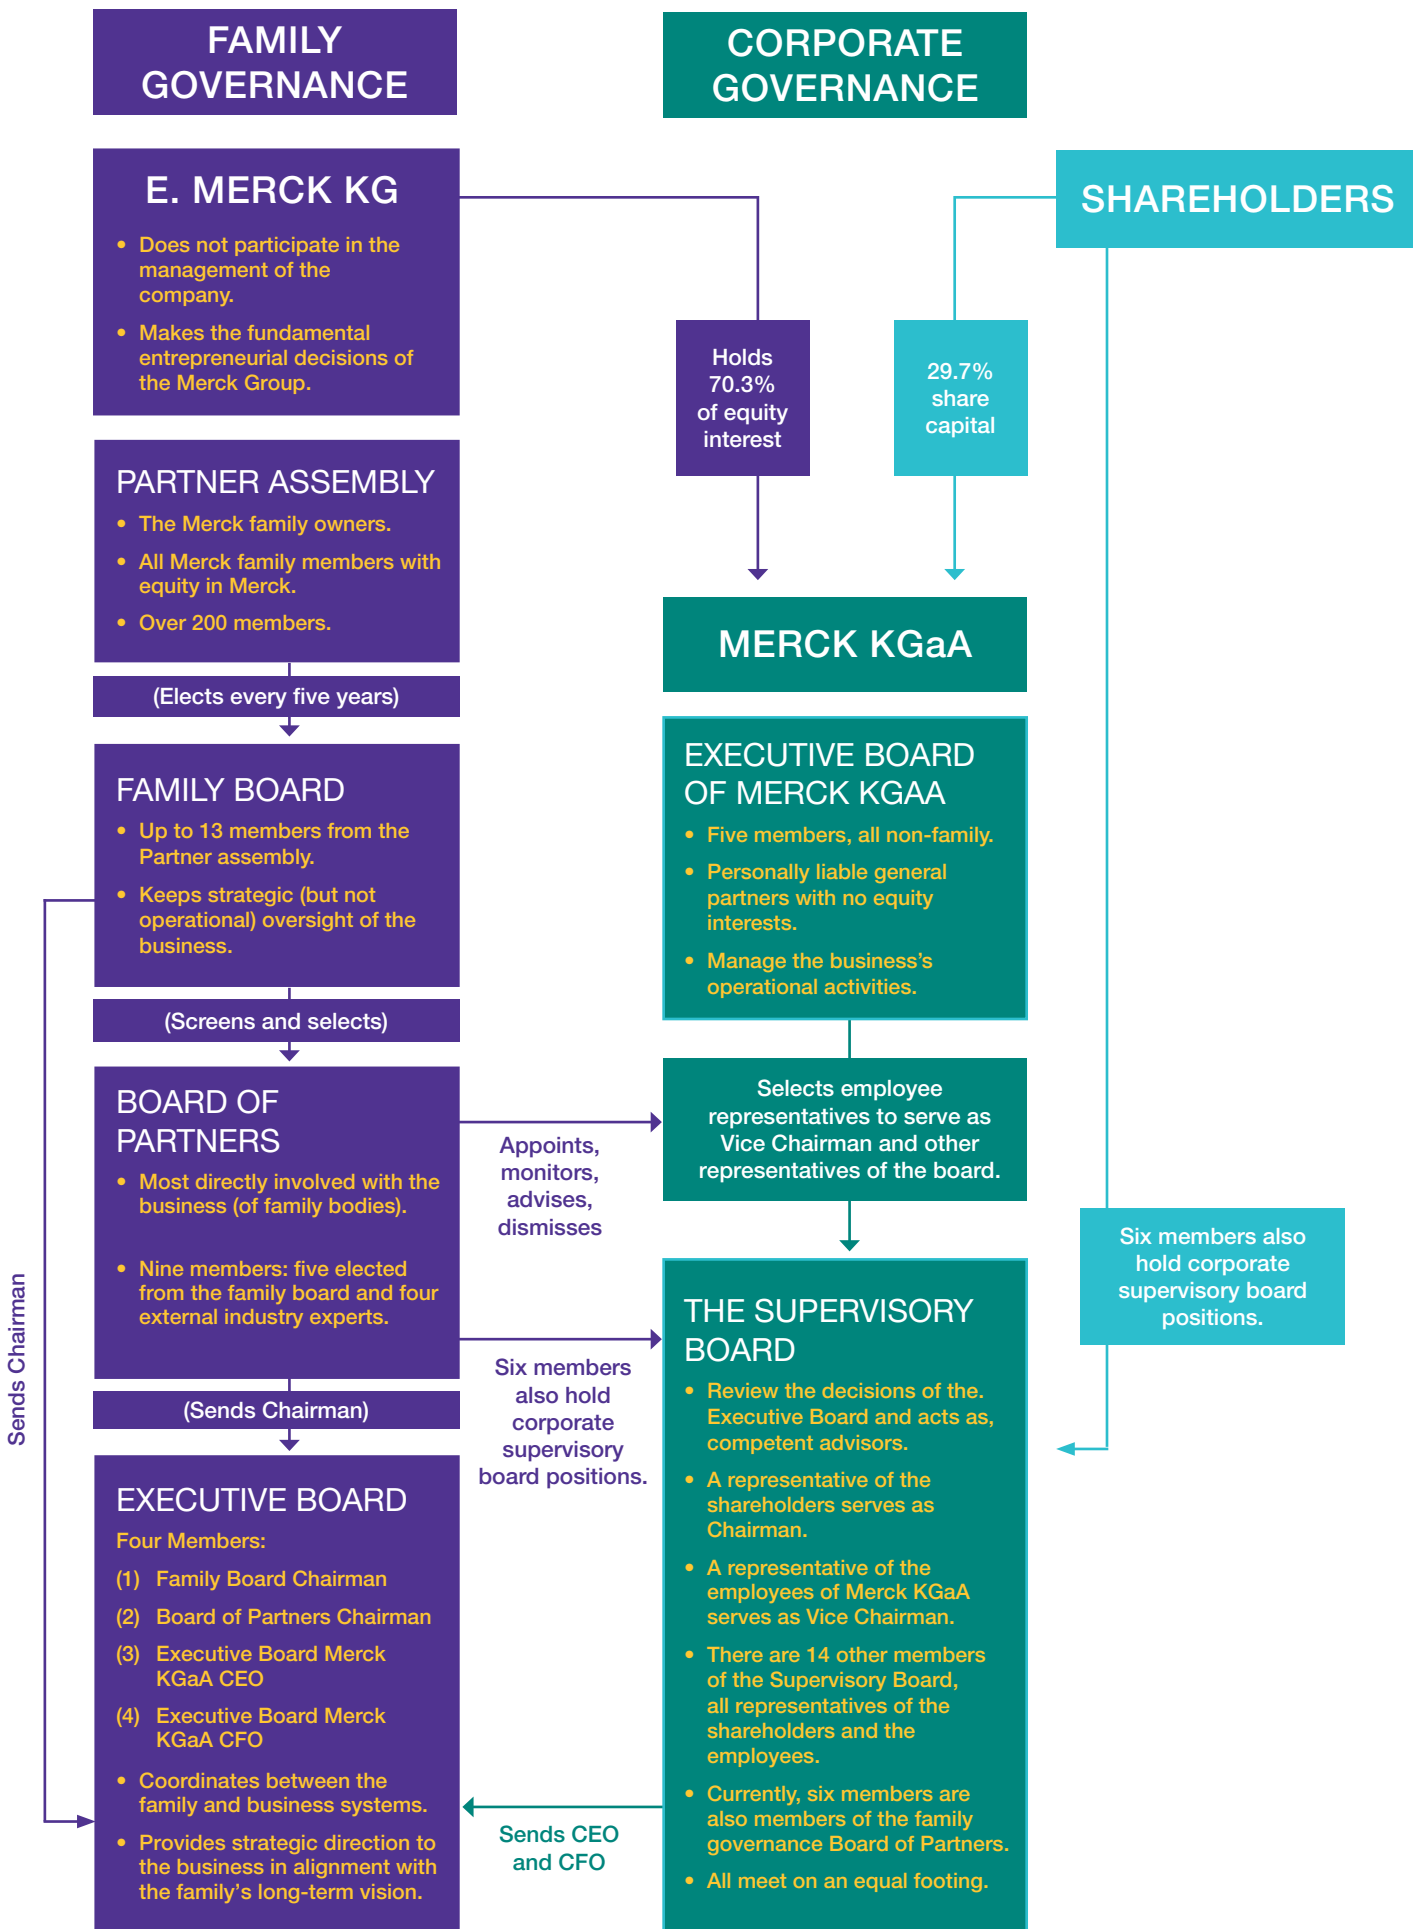 FAMILY
GOVERNANCE
CORPORATE
GOVERNANCE
E. MERCK KG
• Does not participate in the
management of the
company.
• Makes the fundamental
entrepreneurial decisions of
the Merck Group.
SHAREHOLDERS
Holds
70.3%
of equity
interest
29.7%
share
capital
PARTNER ASSEMBLY
• The Merck family owners.
• All Merck family members with
equity in Merck.
• Over 200 members.
(Elects every five years)
MERCK KGaA
FAMILY BOARD
• Up to 13 members from the
Partner assembly.
• Keeps strategic (but not
operational) oversight of the
business.
(Screens and selects)
EXECUTIVE BOARD
OF MERCK KGAA
• Five members, all non-family.
• Personally liable general
partners with no equity
interests.
• Manage the business's
operational activities.
BOARD OF
PARTNERS
• Most directly involved with the
business (of family bodies).
• Nine members: five elected
from the family board and four
external industry experts.
(Sends Chairman)
Appoints,
monitors,
advises,
dismisses
Selects employee
representatives to serve as
Vice Chairman and other
representatives of the board.
Six members
also hold
corporate
supervisory
board positions.
Six members also
hold corporate
supervisory board
positions.
Sends Chairman
EXECUTIVE BOARD
Four Members:
(1) Family Board Chairman
(2) Board of Partners Chairman
(3) Executive Board Merck
KGaA CEO
(4) Executive Board Merck
KGaA CFO
• Coordinates between the
family and business systems.
• Provides strategic direction to
the business in alignment with
the family's long-term vision.
Sends CEO
and CFO
THE SUPERVISORY
BOARD
• Review the decisions of the.
Executive Board and acts as,
competent advisors.
• A representative of the
shareholders serves as
Chairman.
• A representative of the
employees of Merck KGaA
serves as Vice Chairman.
• There are 14 other members
of the Supervisory Board,
all representatives of the
shareholders and the
employees.
• Currently, six members are
also members of the family
governance Board of Partners.
• All meet on an equal footing.